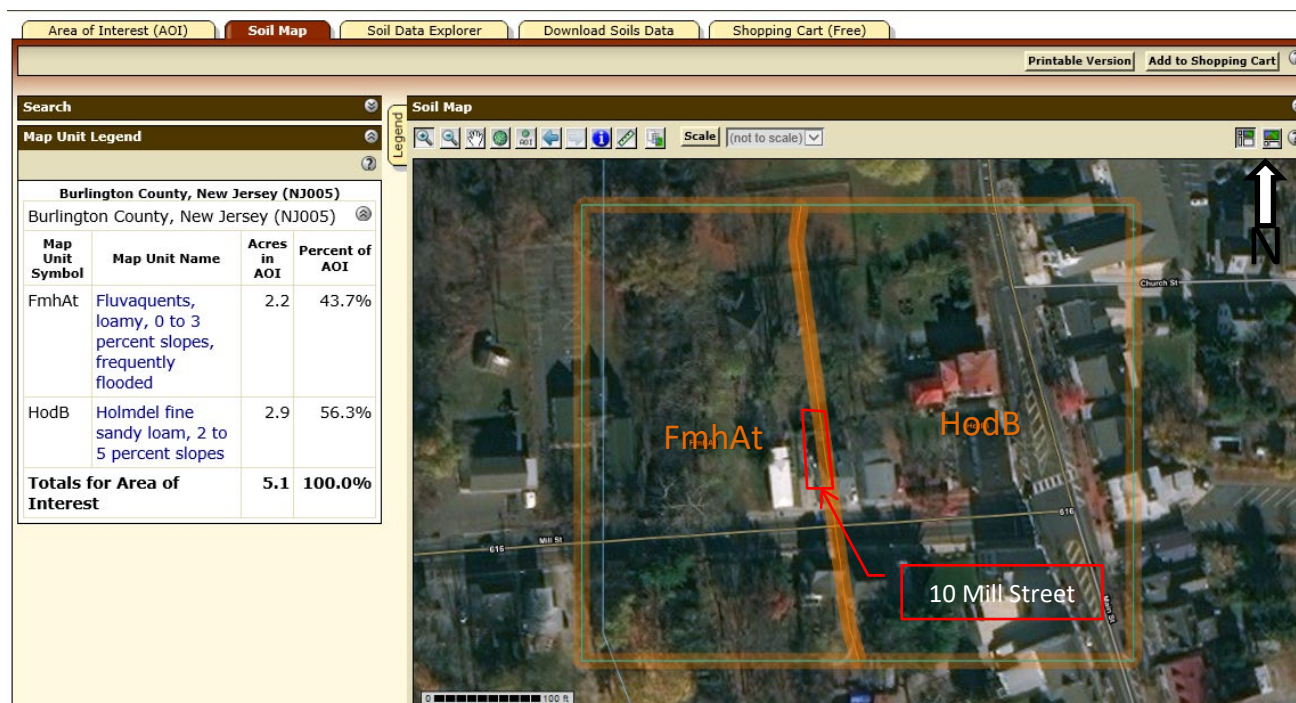 Area of Interest (AOI)
Soil Map
Soil Data Explorer
Download Soils Data
Shopping Cart (Free)
Printable Version
Add to Shopping Cart
Search
Map Unit Legend
Burlington County, New Jersey (NJ005)
Burlington County, New Jersey (NJ005)
Map Unit Symbol
Map Unit Name
Acres in AOI
Percent of AOI
FmhAt
Fluvaquents,
loamy, 0 to 3
percent slopes,
frequently
flooded
2.2
43.7%
HodB
Holmdel fine
sandy loam, 2 to
5 percent slopes
2.9
56.3%
Totals for Area of
Interest
5.1
100.0%
Legend
Soil Map
AOI
Scale
(not to scale)
N
Church St
FmhAt
HodB
616
616
Mill St
10 Mill Street
Main St
0
100 ft